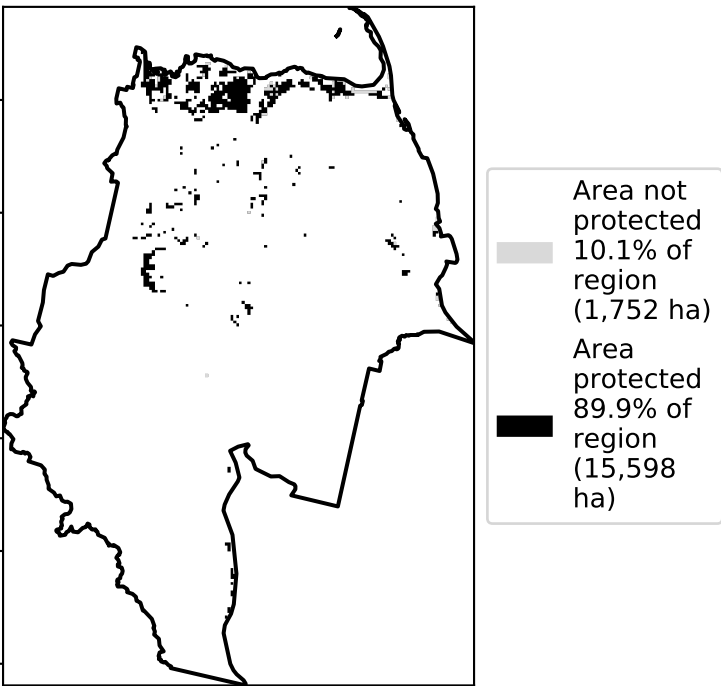 Area not
protected
10.1% of
region
(1,752 ha)
Area
protected
89.9% of
region
(15,598
ha)